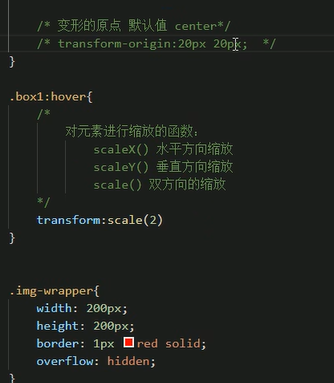 /* 变形的原点 默认值 center*/
/* transform-origin:20px 20px;  */
}
.box1:hover{
/*
对元素进行缩放的函数：
scaleX() 水平方向缩放
scaleY() 垂直方向缩放
scale() 双方向的缩放
*/
transform:scale(2)
}
.img-wrapper{
width: 200px;
height: 200px;
border: 1px red solid;
overflow: hidden;
}